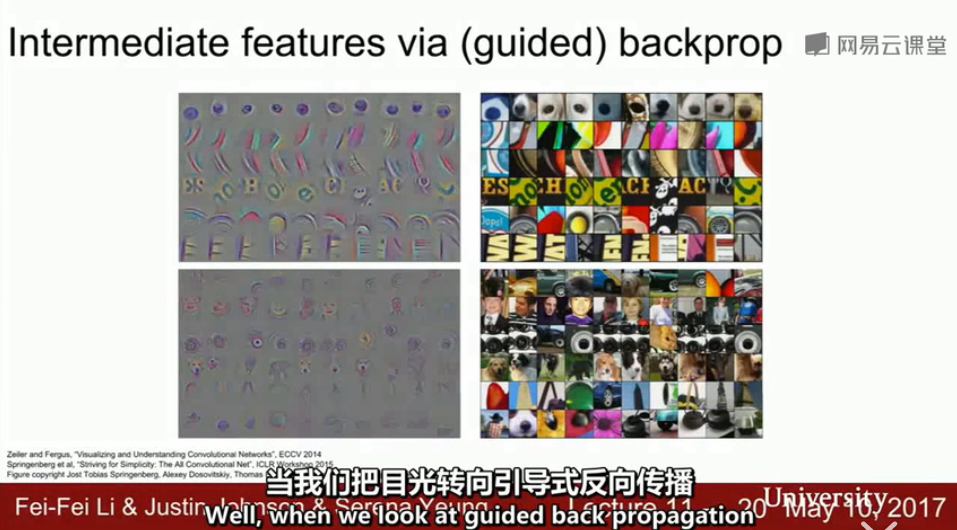 Intermediate features via (guided) backprop
网易云课堂
Zeiler and Fergus, "Visualizing and Understanding Convolutional Networks", ECCV 2014
Springenberg et al, "Striving for Simplicity: The All Convolutional Net", ICLR Workshop 2015
Figure copyright Jost Tobias Springenberg, Alexey Dosovitskiy, Thomas
当我们把目光转向引导式反向传播
Fei-Fei Li & Justin Johnson & Serena Yeung Lecture 11 - 20 May 10, 2017
University
Well, when we look at guided back propagation